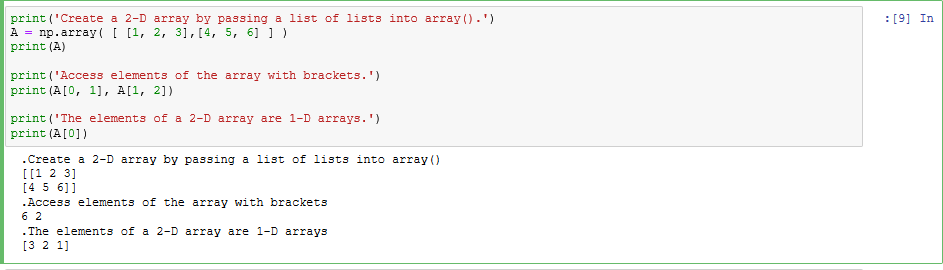 :[9] In
print('Create a 2-D array by passing a list of lists into array().')
A = np.array( [ [1, 2, 3],[4, 5, 6] ] )
print(A)
print('Access elements of the array with brackets.')
print(A[0, 1], A[1, 2])
print('The elements of a 2-D array are 1-D arrays.')
print(A[0])
.Create a 2-D array by passing a list of lists into array()
[[1 2 3]
[4 5 6]]
.Access elements of the array with brackets
6 2
.The elements of a 2-D array are 1-D arrays
[3 2 1]